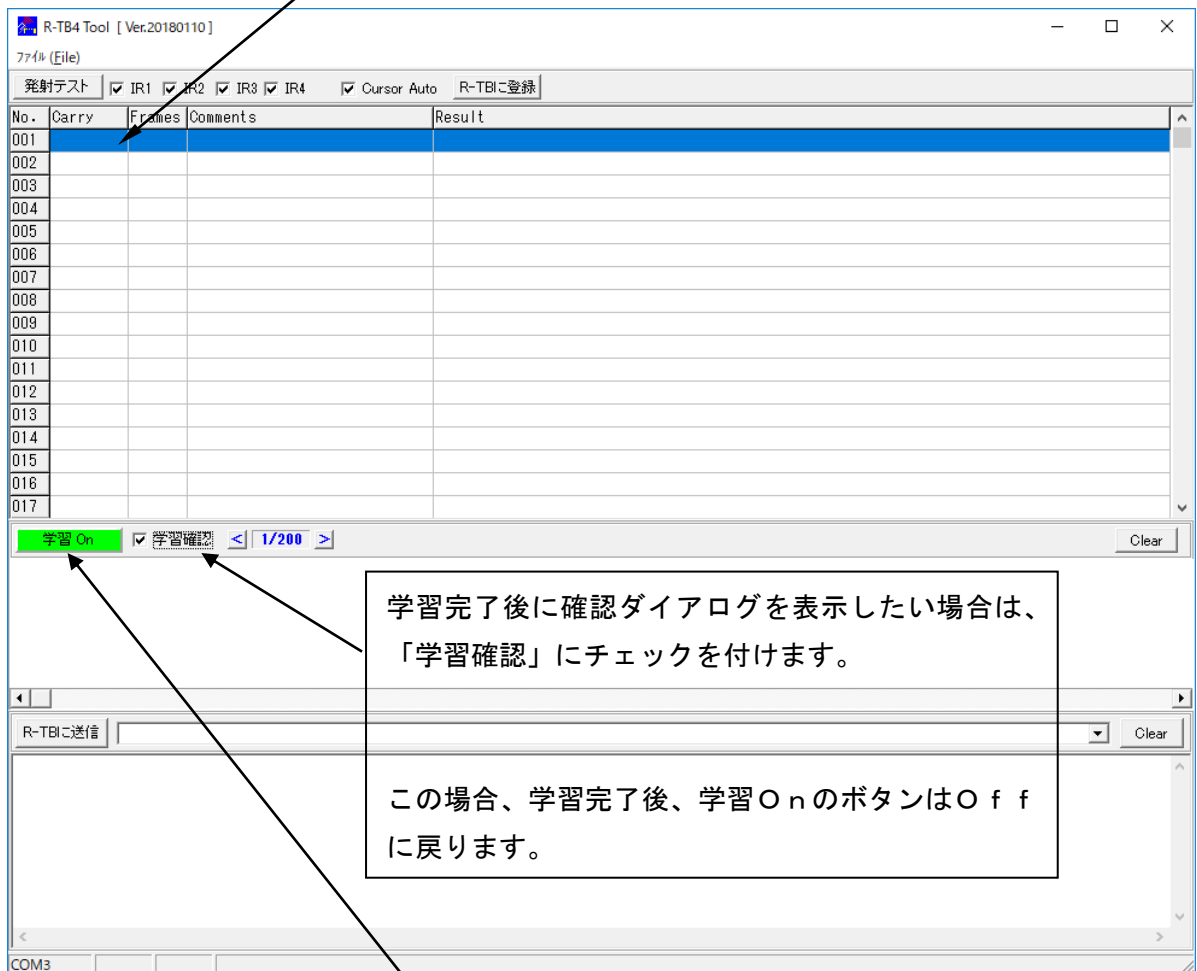 R-TB4 Tool [ Ver.20180110 ]
ファイル (File)
発射テスト IR1 IR2 IR3 IR4 Cursor Auto R-TBに登録
No. Carry Frames Comments Result
001
002
003
004
005
006
007
008
009
010
011
012
013
014
015
016
017
学習 On 学習確認 < 1/200 > Clear
学習完了後に確認ダイアログを表示したい場合は、
「学習確認」にチェックを付けます。
R-TBに送信 Clear
この場合、学習完了後、学習ＯｎのボタンはＯｆｆ
に戻ります。
COM3